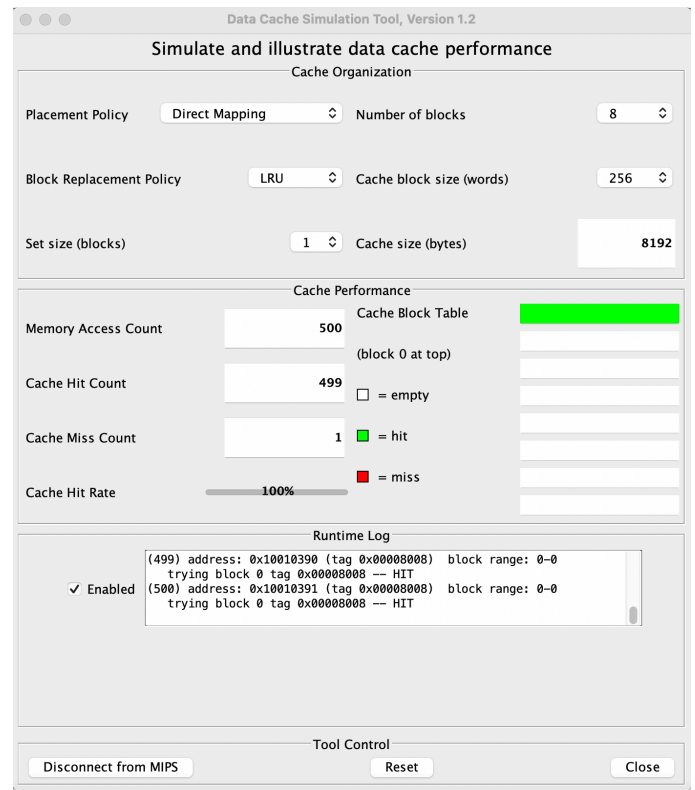 Data Cache Simulation Tool, Version 1.2
Simulate and illustrate data cache performance
Cache Organization
Placement Policy Direct Mapping Number of blocks 8
Block Replacement Policy LRU Cache block size (words) 256
Set size (blocks) 1 Cache size (bytes) 8192
Cache Performance
Memory Access Count 500 Cache Block Table
(block 0 at top)
Cache Hit Count 499
= empty
Cache Miss Count 1 = hit
= miss
Cache Hit Rate 100%
Runtime Log
Enabled
(499) address: 0x10010390 (tag 0x00008008) block range: 0-0
trying block 0 tag 0x00008008 -- HIT
(500) address: 0x10010391 (tag 0x00008008) block range: 0-0
trying block 0 tag 0x00008008 -- HIT
Tool Control
Disconnect from MIPS Reset Close